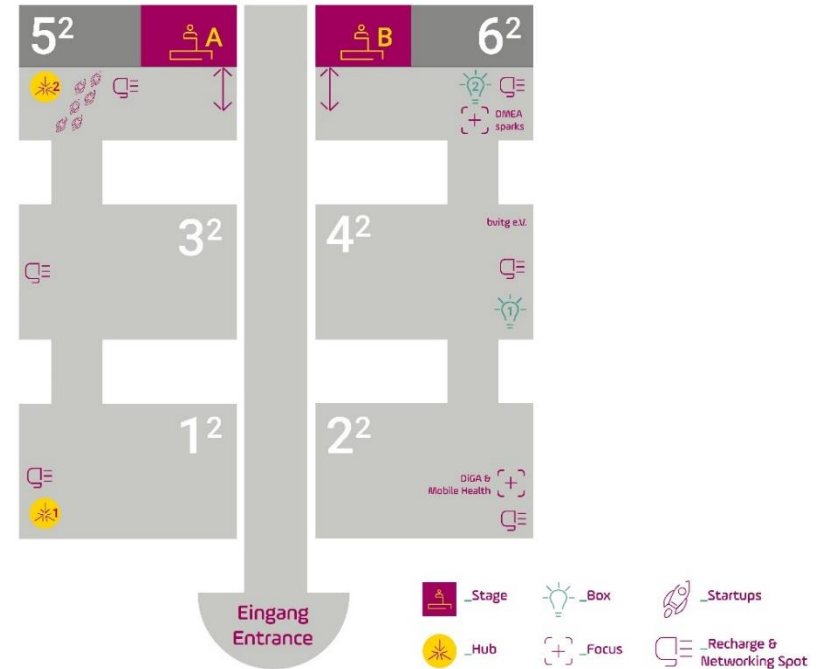 5²
A
B
6²
2
2
DMEA
sparks
3²
4²
bvitg e.V.
1
1²
2²
DiGA &
Mobile Health
1
Eingang
Entrance
_Stage
_Box
_Startups
_Hub
_Focus
_Recharge &
Networking Spot